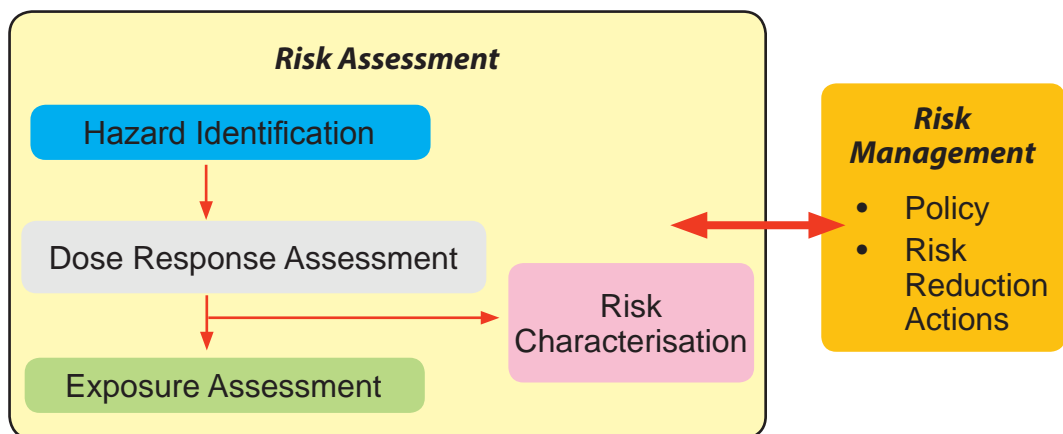 Risk Assessment
Hazard Identification
Dose Response Assessment
Exposure Assessment
Risk
Characterisation
Risk
Management
• Policy
• Risk
Reduction
Actions